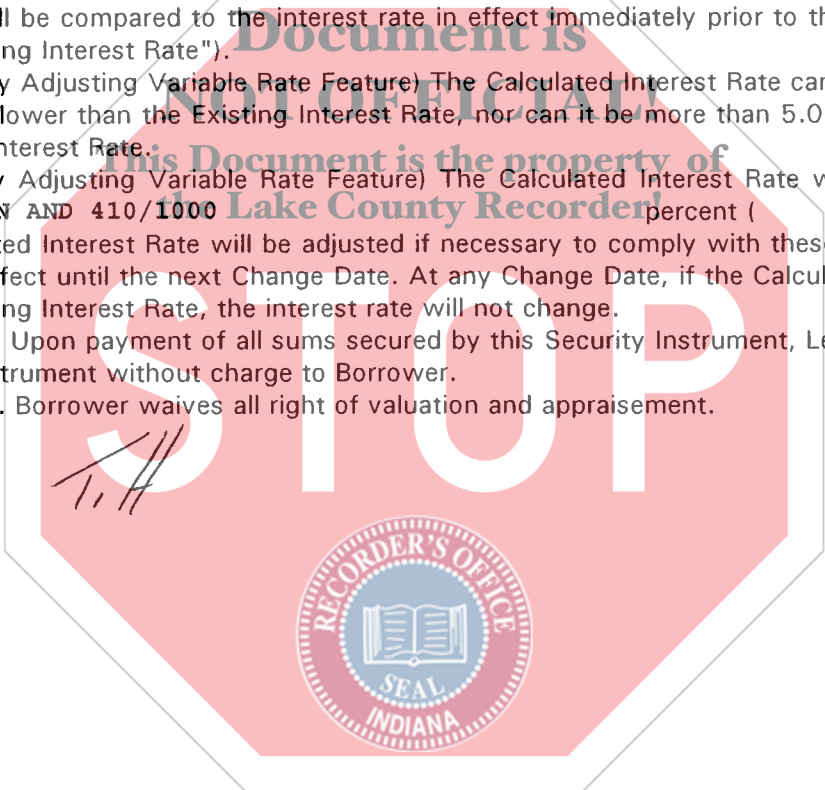 ll be compared to the interest rate in effect immediately prior to th
ng Interest Rate").
y Adjusting Variable Rate Feature) The Calculated Interest Rate can
lower than the Existing Interest Rate, nor can it be more than 5.0
nterest Rate.
y Adjusting Variable Rate Feature) The Calculated Interest Rate w
N AND 410/1000 percent (
ted Interest Rate will be adjusted if necessary to comply with these
fect until the next Change Date. At any Change Date, if the Calcul
ng Interest Rate, the interest rate will not change.
Upon payment of all sums secured by this Security Instrument, Le
trument without charge to Borrower.
. Borrower waives all right of valuation and appraisement.
Document is
NOT OFFICIAL!
This Document is the property of
the Lake County Recorder!
STOP
RECORDER'S OFFICE
SEAL
INDIANA